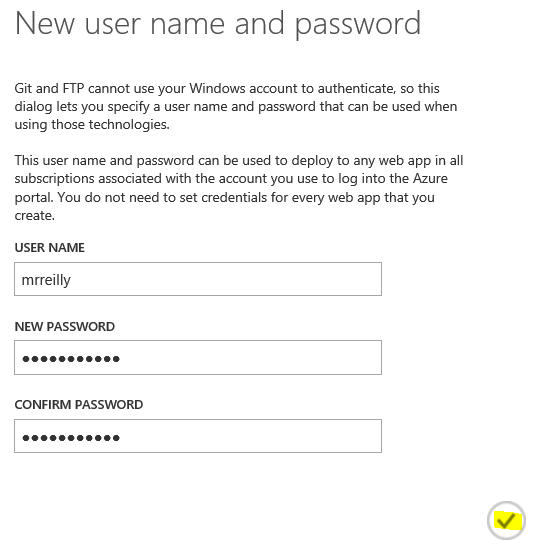 New user name and password
Git and FTP cannot use your Windows account to authenticate, so this
dialog lets you specify a user name and password that can be used when
using those technologies.
This user name and password can be used to deploy to any web app in all
subscriptions associated with the account you use to log into the Azure
portal. You do not need to set credentials for every web app that you
create.
USER NAME
mrreilly
NEW PASSWORD
●●●●●●●●●●●
CONFIRM PASSWORD
●●●●●●●●●●●